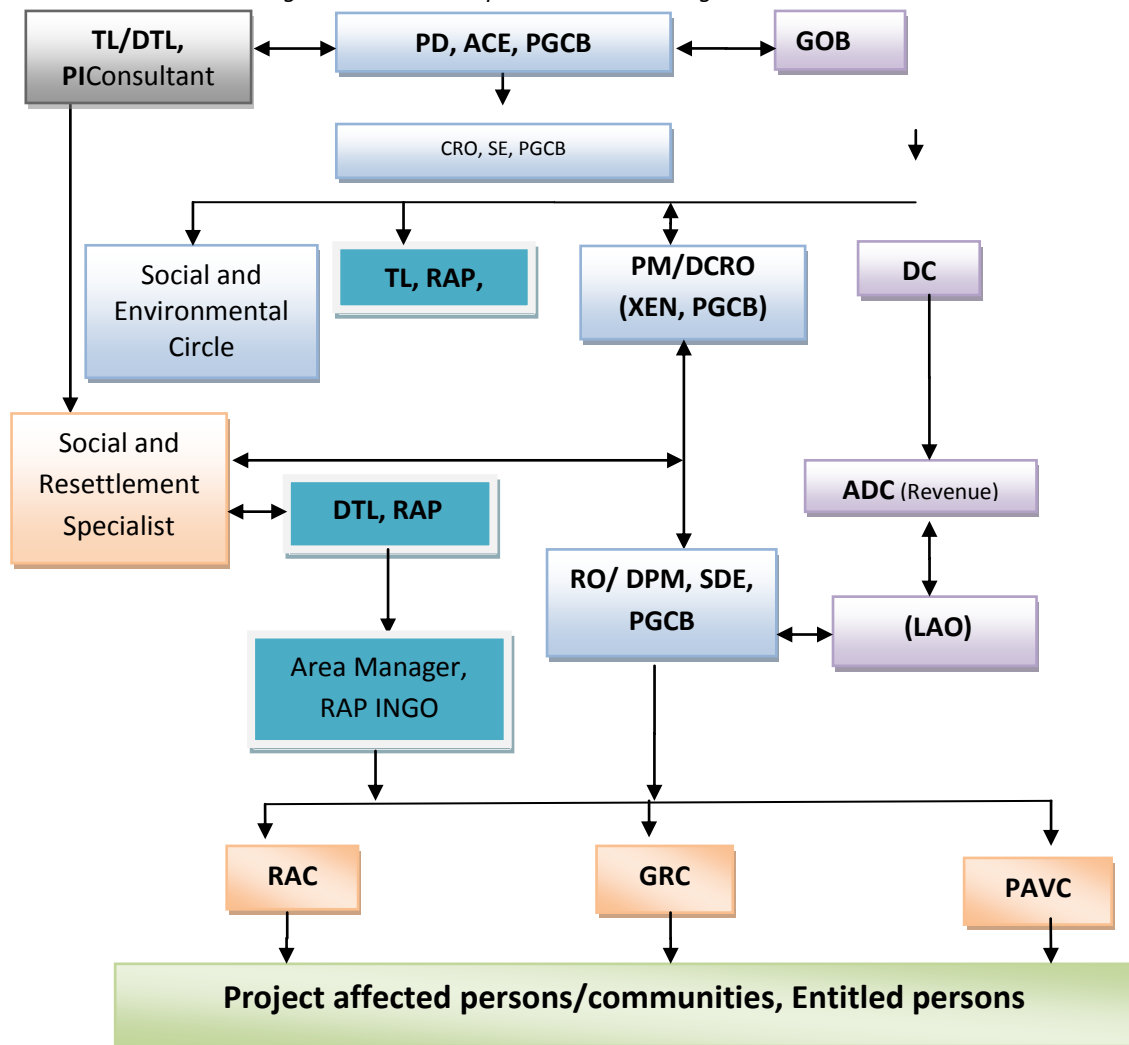 TL/DTL,
PIConsultant
PD, ACE, PGCB
GOB
CRO, SE, PGCB
Social and
Environmental
Circle
TL, RAP,
PM/DCRO
(XEN, PGCB)
DC
Social and
Resettlement
Specialist
DTL, RAP
ADC (Revenue)
RO/ DPM, SDE,
PGCB
(LAO)
Area Manager,
RAP INGO
RAC
GRC
PAVC
Project affected persons/communities, Entitled persons